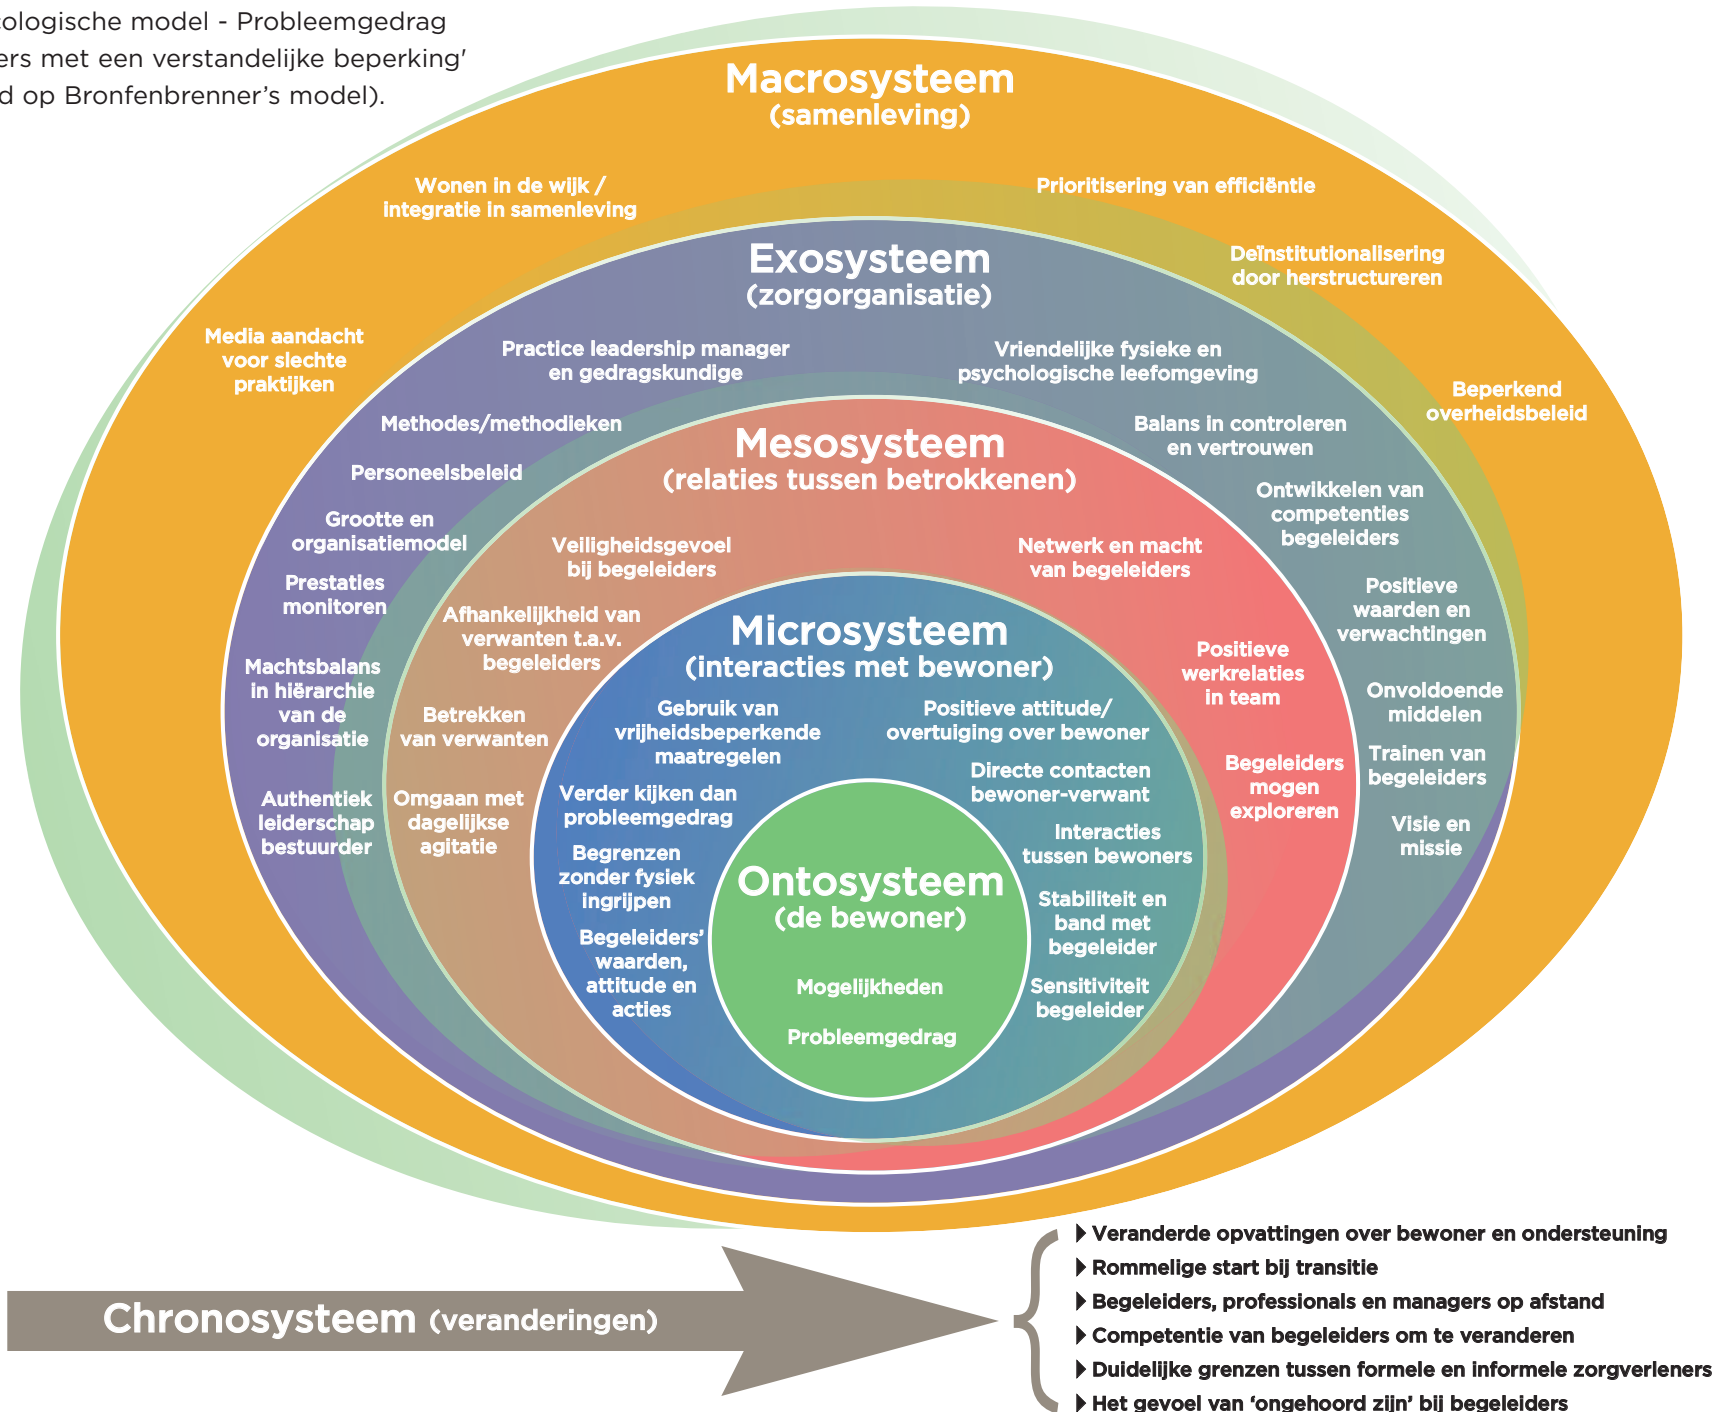 cologische model - Probleemgedrag
ers met een verstandelijke beperking'
d op Bronfenbrenner's model).
Macrosysteem
(samenleving)
Wonen in de wijk /
integratie in samenleving
Prioritisering van efficiëntie
Deïnstitutionalisering
door herstructureren
Media aandacht
voor slechte
praktijken
Beperkend
overheidsbeleid
Exosysteem
(zorgorganisatie)
Practice leadership manager
en gedragskundige
Methodes/methodieken
Personeelsbeleid
Grootte en
organisatiemodel
Prestaties
monitoren
Machtsbalans
in hiërarchie
van de
organisatie
Authentiek
leiderschap
bestuurder
Vriendelijke fysieke en
psychologische leefomgeving
Balans in controleren
en vertrouwen
Ontwikkelen van
competenties
begeleiders
Positieve
waarden en
verwachtingen
Onvoldoende
middelen
Trainen van
begeleiders
Visie en
missie
Mesosysteem
(relaties tussen betrokkenen)
Veiligheidsgevoel
bij begeleiders
Afhankelijkheid van
verwanten t.a.v.
begeleiders
Betrekken
van verwanten
Omgaan met
dagelijkse
agitatie
Netwerk en macht
van begeleiders
Positieve
werkrelaties
in team
Begeleiders
mogen
exploreren
Microsysteem
(interacties met bewoner)
Gebruik van
vrijheidsbeperkende
maatregelen
Verder kijken dan
probleemgedrag
Begrenzen
zonder fysiek
ingrijpen
Begeleiders'
waarden,
attitude en
acties
Positieve attitude/
overtuiging over bewoner
Directe contacten
bewoner-verwant
Interacties
tussen bewoners
Stabiliteit en
band met
begeleider
Sensitiviteit
begeleider
Ontosysteem
(de bewoner)
Mogelijkheden
Probleemgedrag
Chronosysteem (veranderingen)
Veranderde opvattingen over bewoner en ondersteuning
Rommelige start bij transitie
Begeleiders, professionals en managers op afstand
Competentie van begeleiders om te veranderen
Duidelijke grenzen tussen formele en informele zorgverleners
Het gevoel van 'ongehoord zijn' bij begeleiders